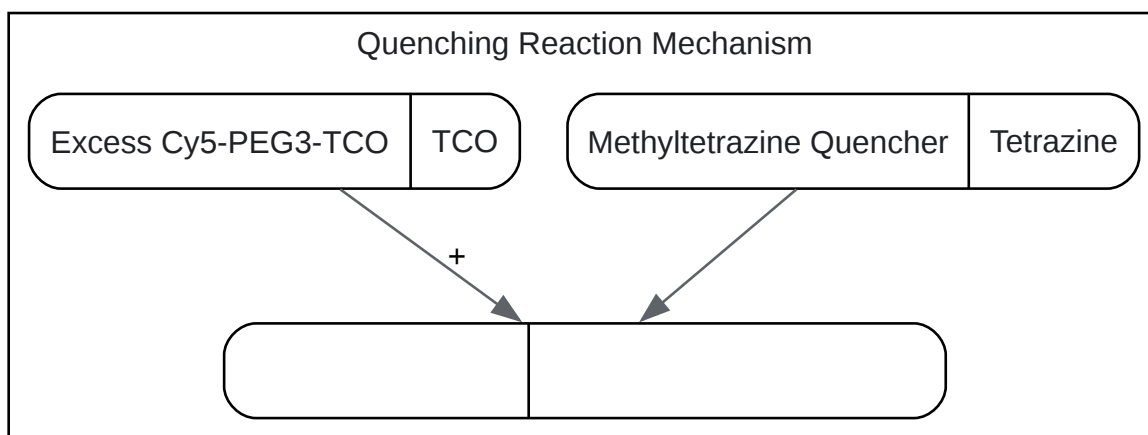 Quenching Reaction Mechanism
Excess Cy5-PEG3-TCO
TCO
Methyltetrazine Quencher
Tetrazine
+